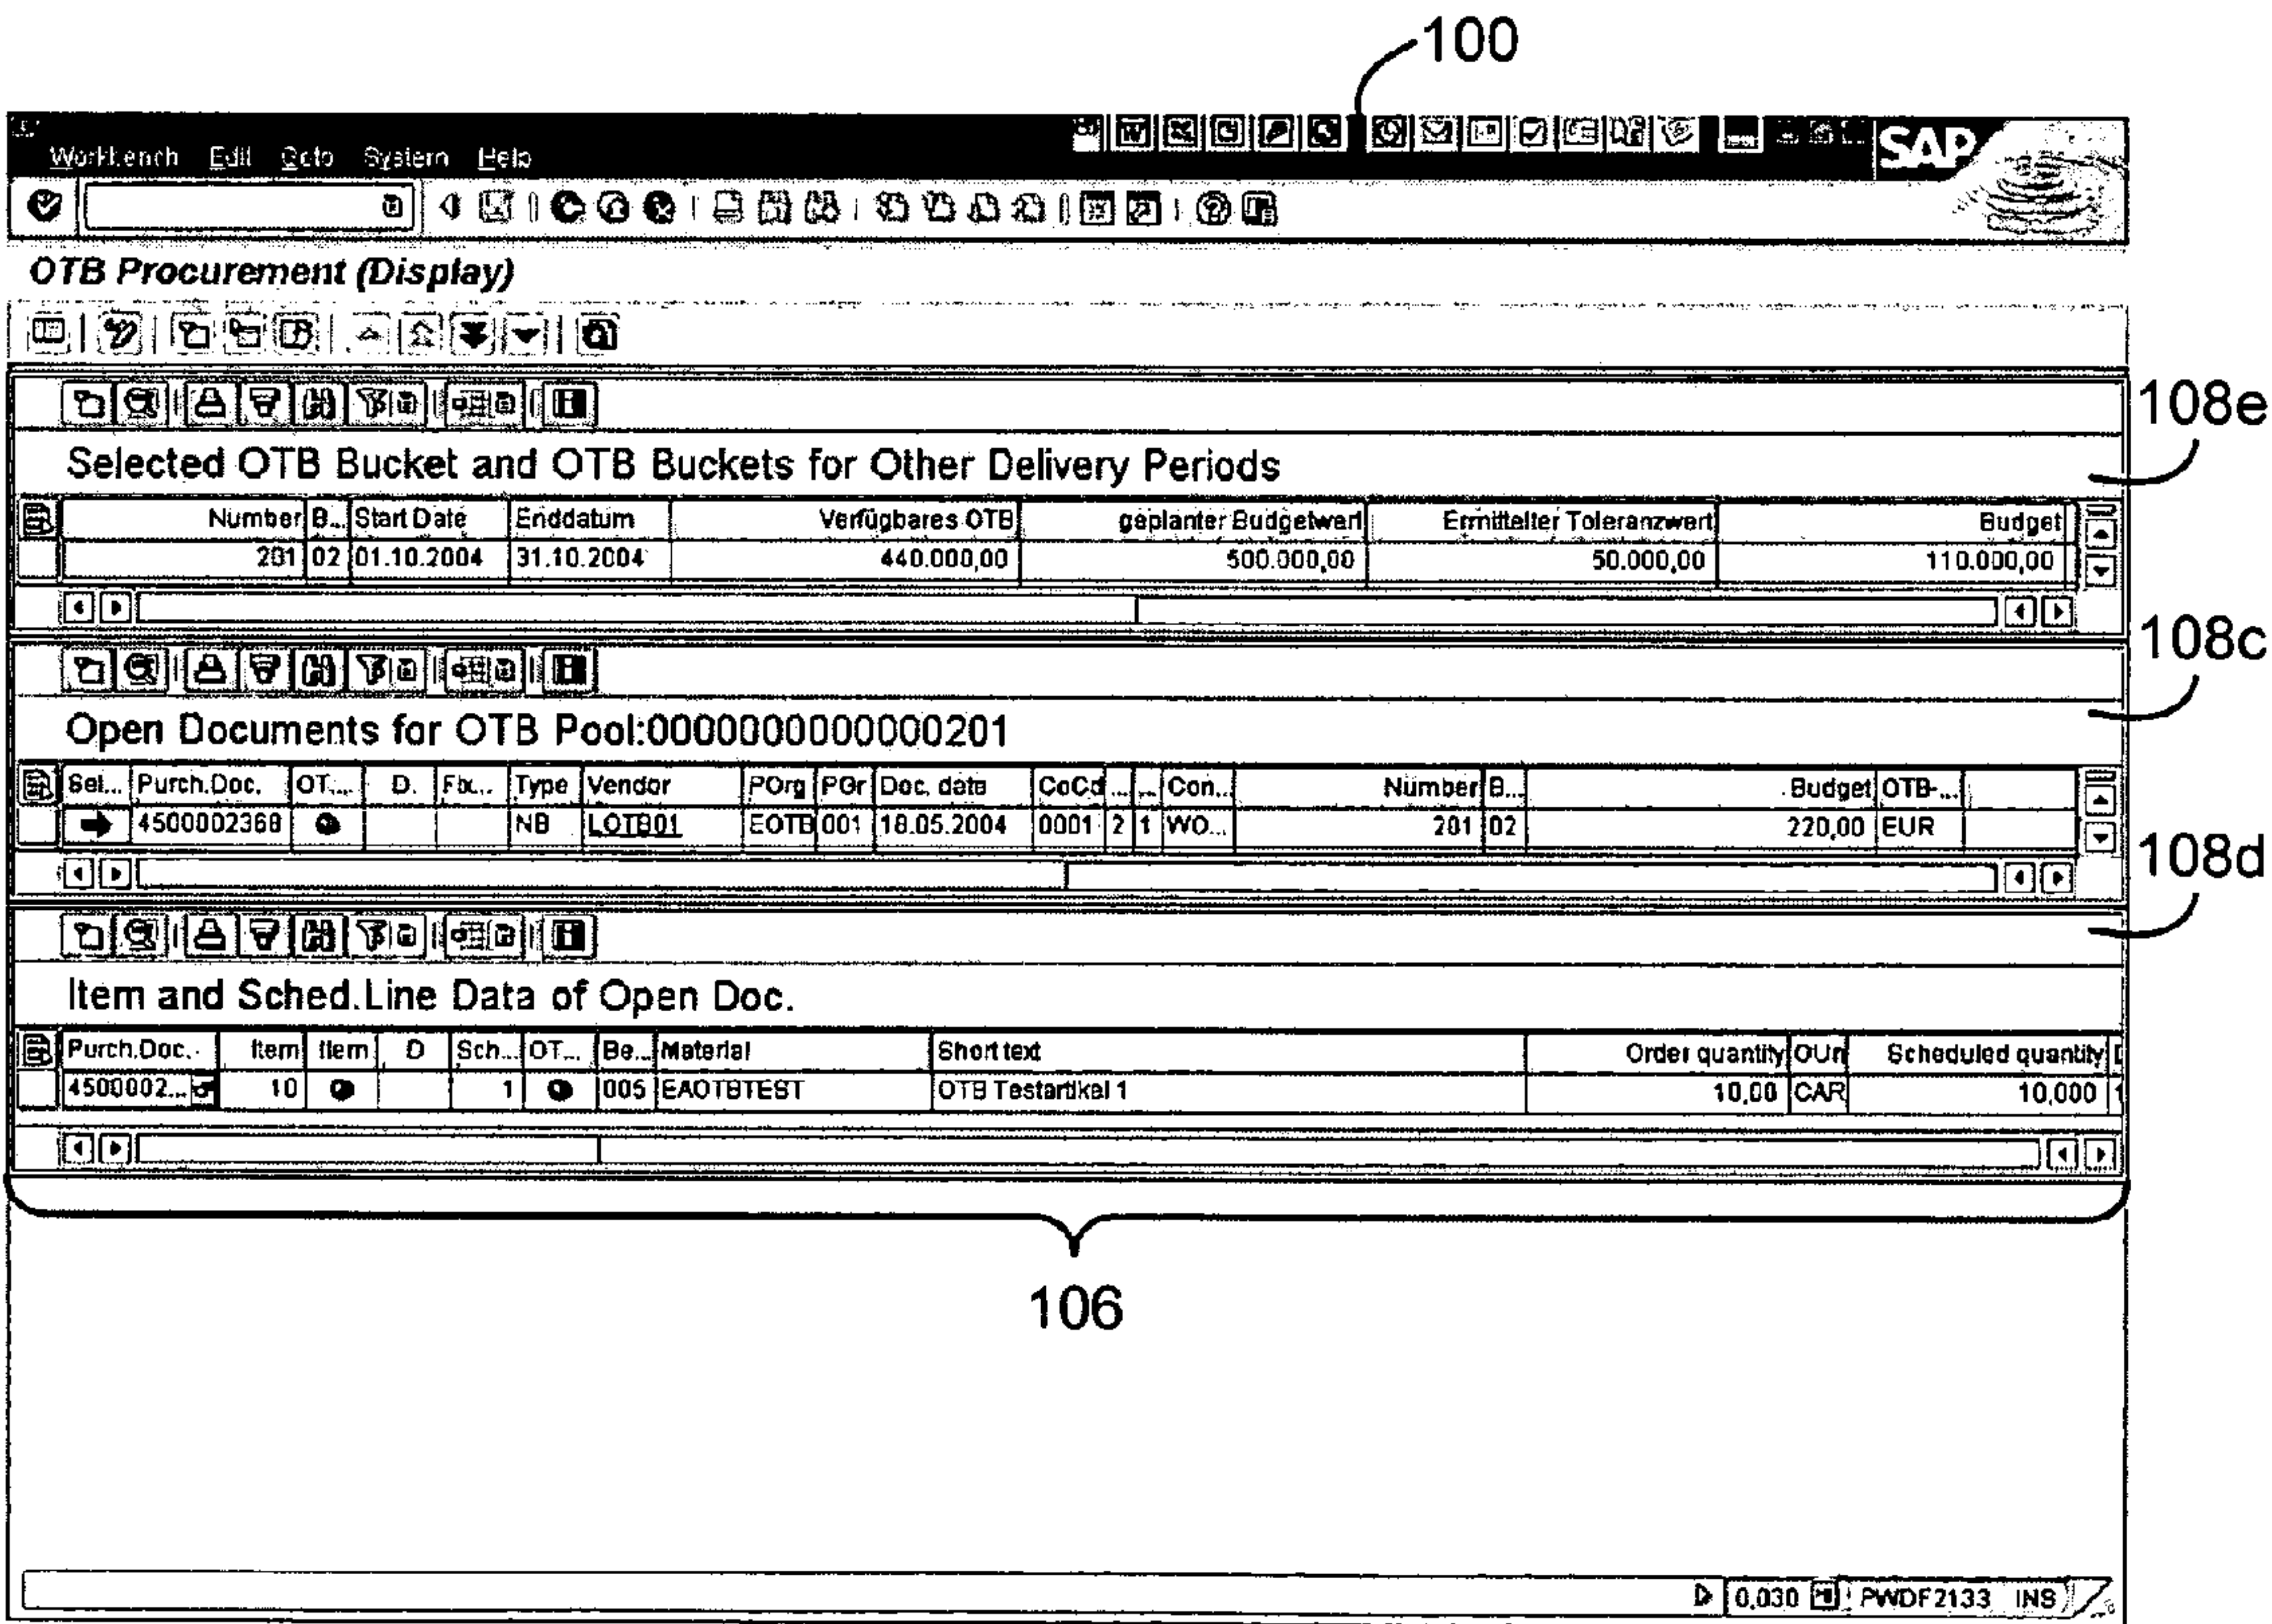 100
Workbench Edit Goto System Help
SAP
OTB Procurement (Display)
108e
Selected OTB Bucket and OTB Buckets for Other Delivery Periods
Number B... Start Date Enddatum Verfügbares OTB geplanter Budgetwert Ermittelter Toleranzwert Budget
201 02 01.10.2004 31.10.2004 440.000,00 500.000,00 50.000,00 110.000,00
108c
Open Documents for OTB Pool:0000000000000201
Sel... Purch.Doc. OT... D. Fix... Type Vendor POrg PGr Doc. date CoCd ... ... Con... Number B... Budget OTB-...
4500002368 NB LOTB01 EOTB 001 18.05.2004 0001 2 1 WO... 201 02 220,00 EUR
108d
Item and Sched.Line Data of Open Doc.
Purch.Doc. Item Item D Sch... OT... Be... Material Short text Order quantity OUn Scheduled quantity
4500002... 10 1 005 EAOTBTEST OTB Testartikel 1 10,00 CAR 10,000 1
106
0,030 PWDF2133 INS